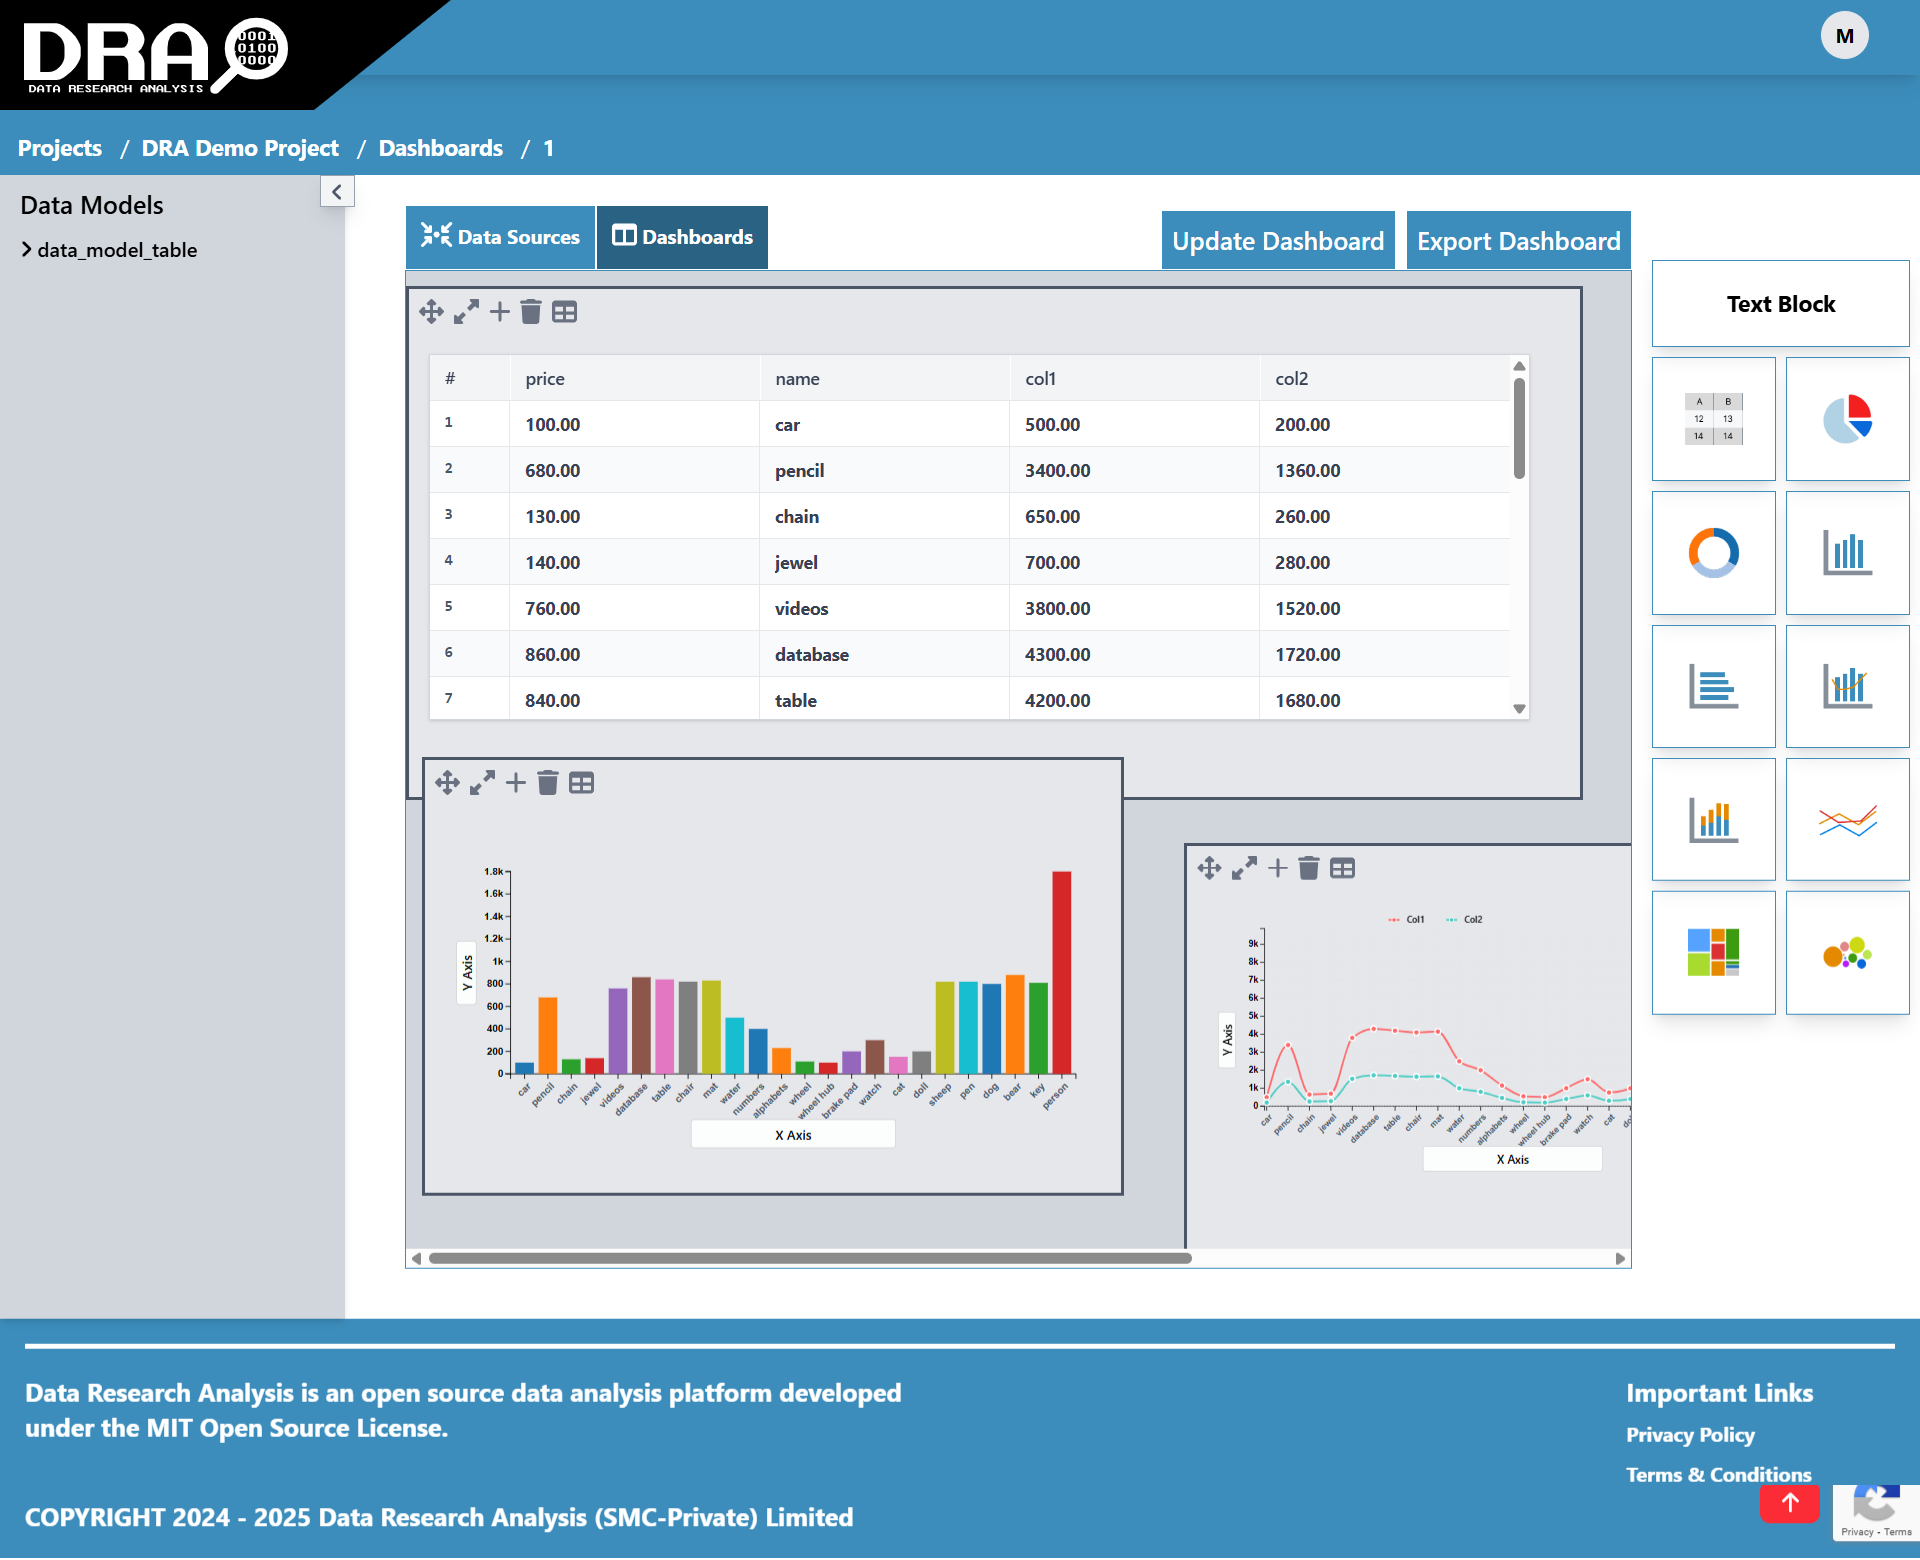 DRA
0001
0100
0000
DATA RESEARCH ANALYSIS
M
Projects / DRA Demo Project / Dashboards / 1
Data Models
data_model_table
Data Sources
Dashboards
Update Dashboard
Export Dashboard
# price name col1 col2
1 100.00 car 500.00 200.00
2 680.00 pencil 3400.00 1360.00
3 130.00 chain 650.00 260.00
4 140.00 jewel 700.00 280.00
5 760.00 videos 3800.00 1520.00
6 860.00 database 4300.00 1720.00
7 840.00 table 4200.00 1680.00
Text Block
A B
12 13
14 14
1.8k
1.6k
1.4k
1.2k
1k
800
600
400
200
0
Y Axis
car pencil chain jewel videos database table chair mat water numbers alphabets wheel wheel hub brake pad watch cat doll sheep pen dog bear key person
X Axis
Col1 Col2
9k
8k
7k
6k
5k
4k
3k
2k
1k
0
Y Axis
car pencil chain jewel videos database table chair mat water numbers alphabets wheel wheel hub brake pad watch cat
X Axis
Data Research Analysis is an open source data analysis platform developed
under the MIT Open Source License.
COPYRIGHT 2024 - 2025 Data Research Analysis (SMC-Private) Limited
Important Links
Privacy Policy
Terms & Conditions
Privacy - Terms